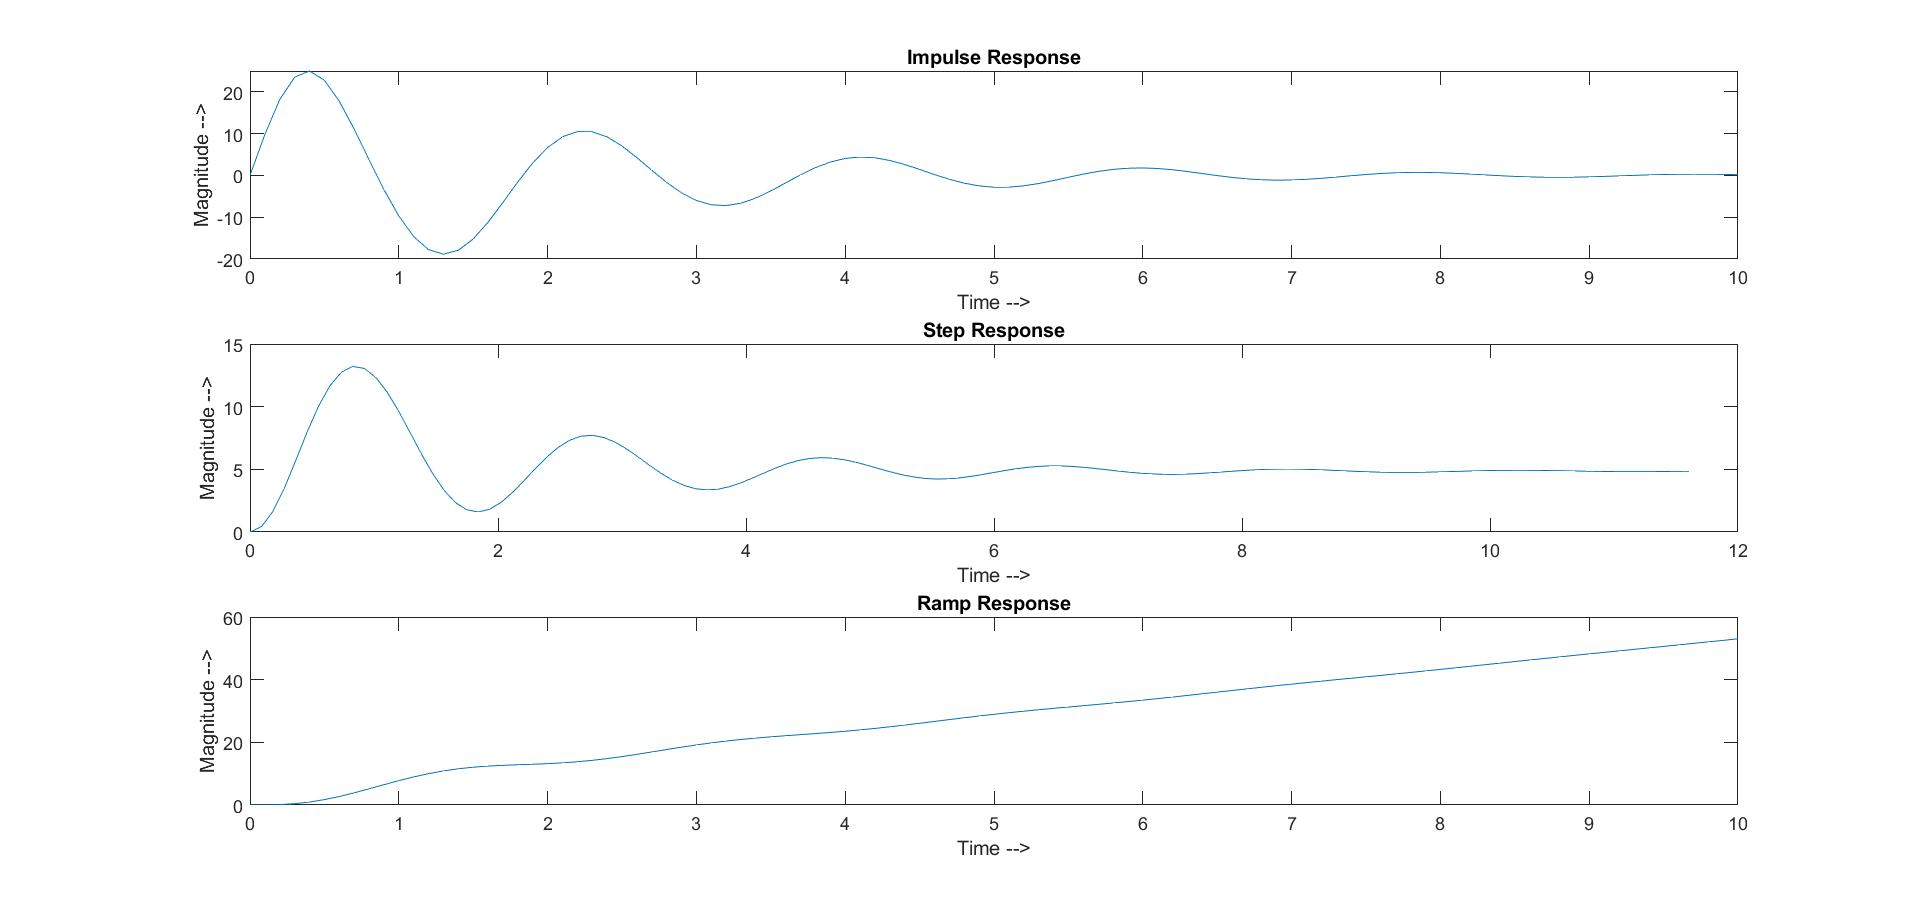 Impulse Response
20
10
0
-10
-20
Magnitude -->
0 1 2 3 4 5 6 7 8 9 10
Time -->
Step Response
15
10
5
0
Magnitude -->
0 2 4 6 8 10 12
Time -->
Ramp Response
60
40
20
0
Magnitude -->
0 1 2 3 4 5 6 7 8 9 10
Time -->